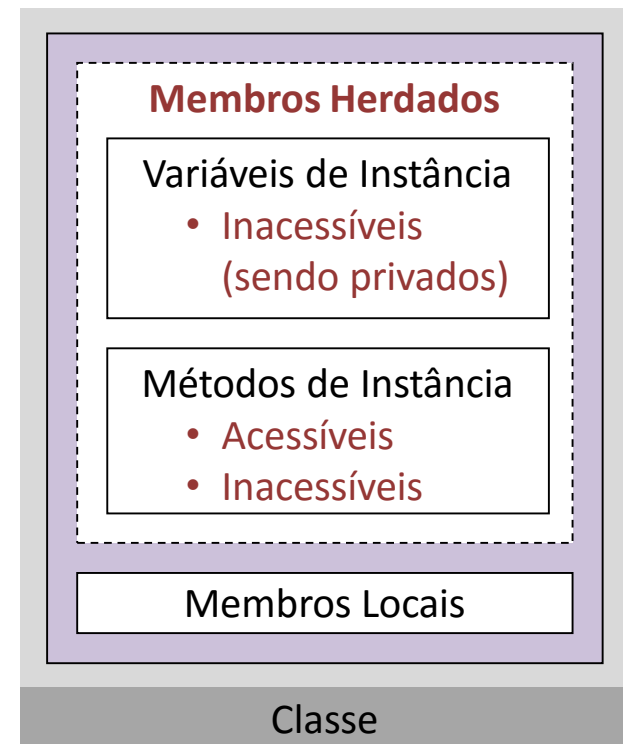 Membros Herdados
Variáveis de Instância
• Inacessíveis
(sendo privados)
Métodos de Instância
• Acessíveis
• Inacessíveis
Membros Locais
Classe